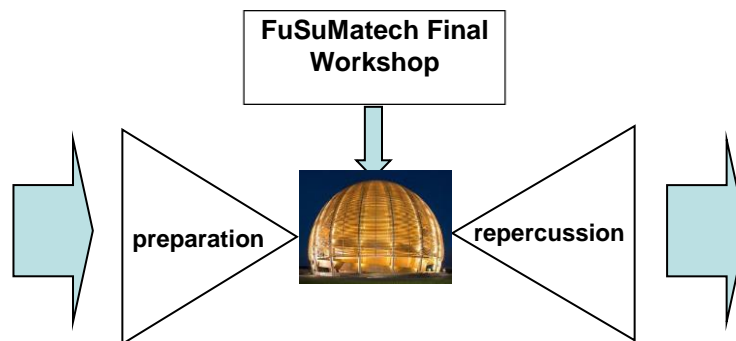 FuSuMatech Final
Workshop
preparation
repercussion